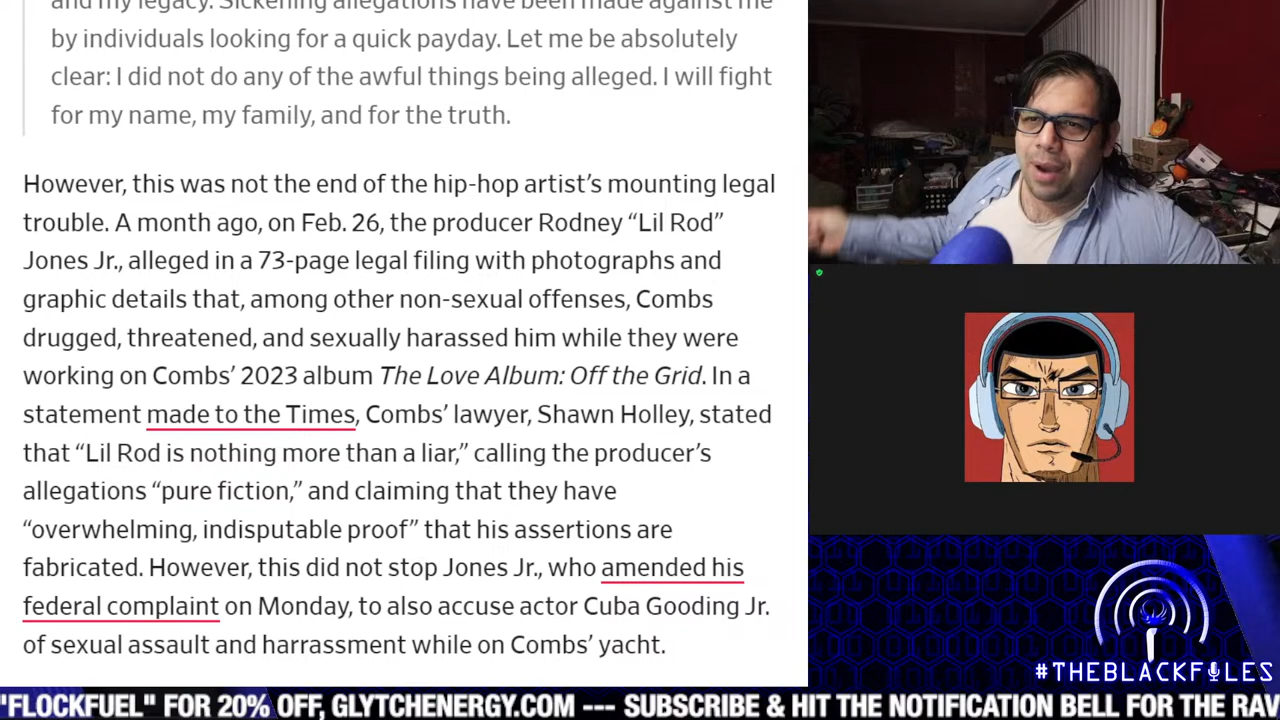 and my legacy. Sickening allegations have been made against me
by individuals looking for a quick payday. Let me be absolutely
clear: I did not do any of the awful things being alleged. I will fight
for my name, my family, and for the truth.
However, this was not the end of the hip-hop artist’s mounting legal
trouble. A month ago, on Feb. 26, the producer Rodney “Lil Rod”
Jones Jr., alleged in a 73-page legal filing with photographs and
graphic details that, among other non-sexual offenses, Combs
drugged, threatened, and sexually harassed him while they were
working on Combs’ 2023 album The Love Album: Off the Grid. In a
statement made to the Times, Combs’ lawyer, Shawn Holley, stated
that “Lil Rod is nothing more than a liar,” calling the producer’s
allegations “pure fiction,” and claiming that they have
“overwhelming, indisputable proof” that his assertions are
fabricated. However, this did not stop Jones Jr., who amended his
federal complaint on Monday, to also accuse actor Cuba Gooding Jr.
of sexual assault and harrassment while on Combs’ yacht.
#THEBLACKFILES
"FLOCKFUEL" FOR 20% OFF, GLYTCHENERGY.COM --- SUBSCRIBE & HIT THE NOTIFICATION BELL FOR THE RAV